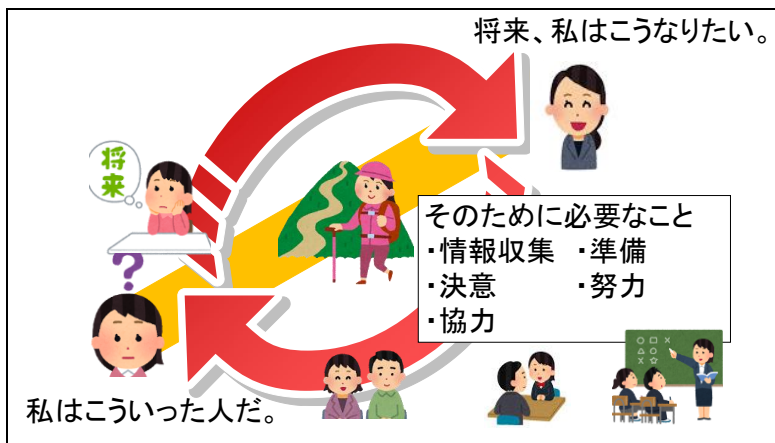 将来、私はこうなりたい。
将来
?
そのために必要なこと
・情報収集 ・準備
・決意 ・努力
・協力
私はこういった人だ。